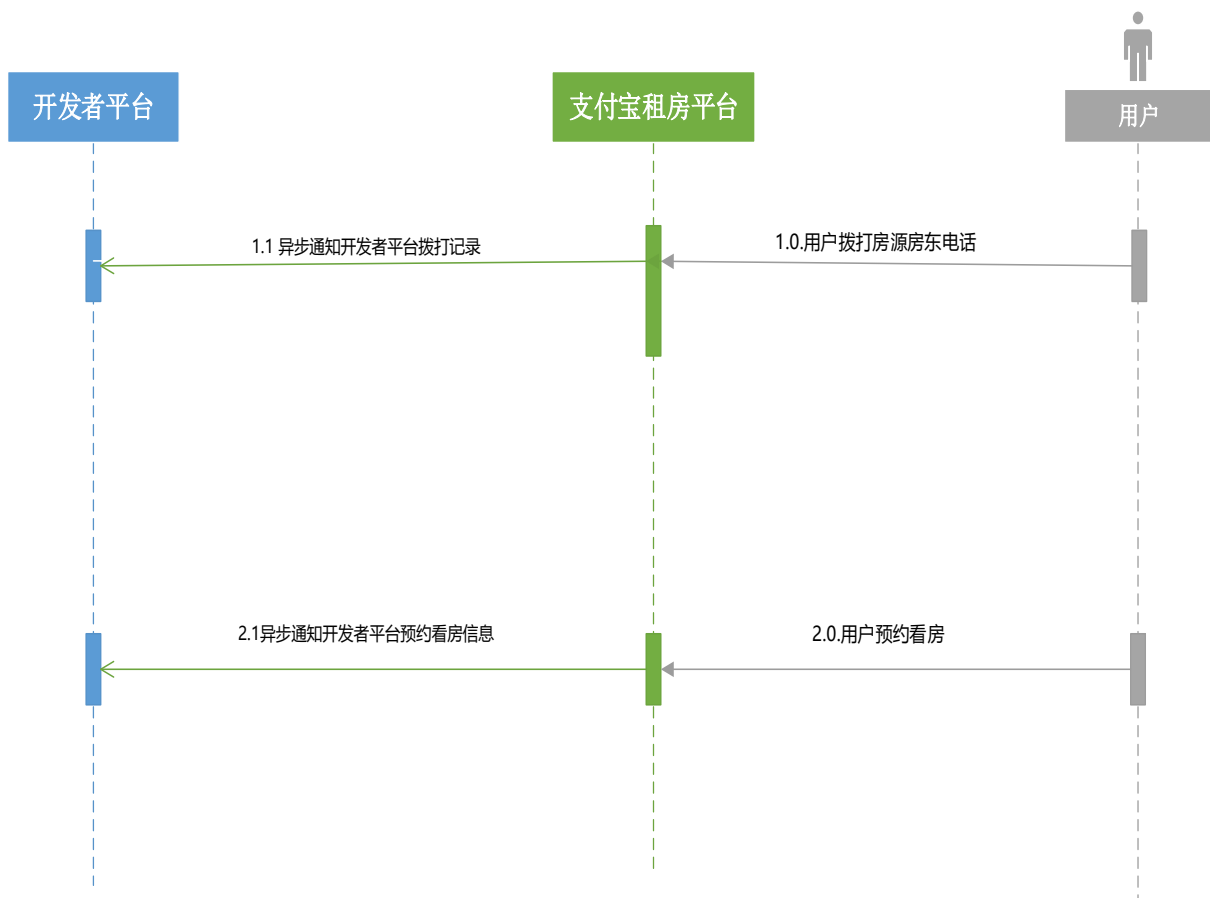 开发者平台
支付宝租房平台
用户
1.1 异步通知开发者平台拨打记录
1.0.用户拨打房源房东电话
2.1异步通知开发者平台预约看房信息
2.0.用户预约看房